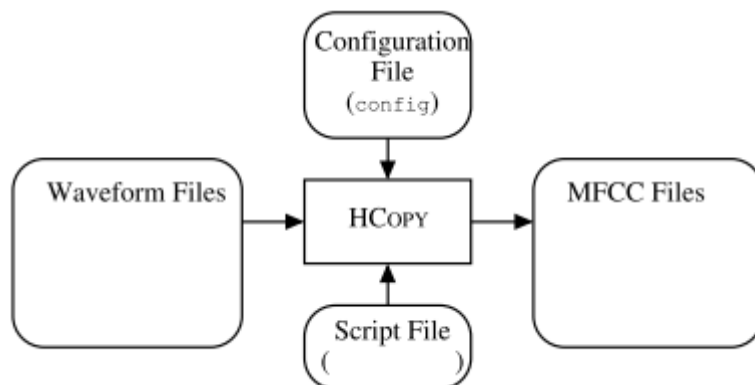 Configuration
File
(config)
Waveform Files
HCOPY
MFCC Files
Script File
( )